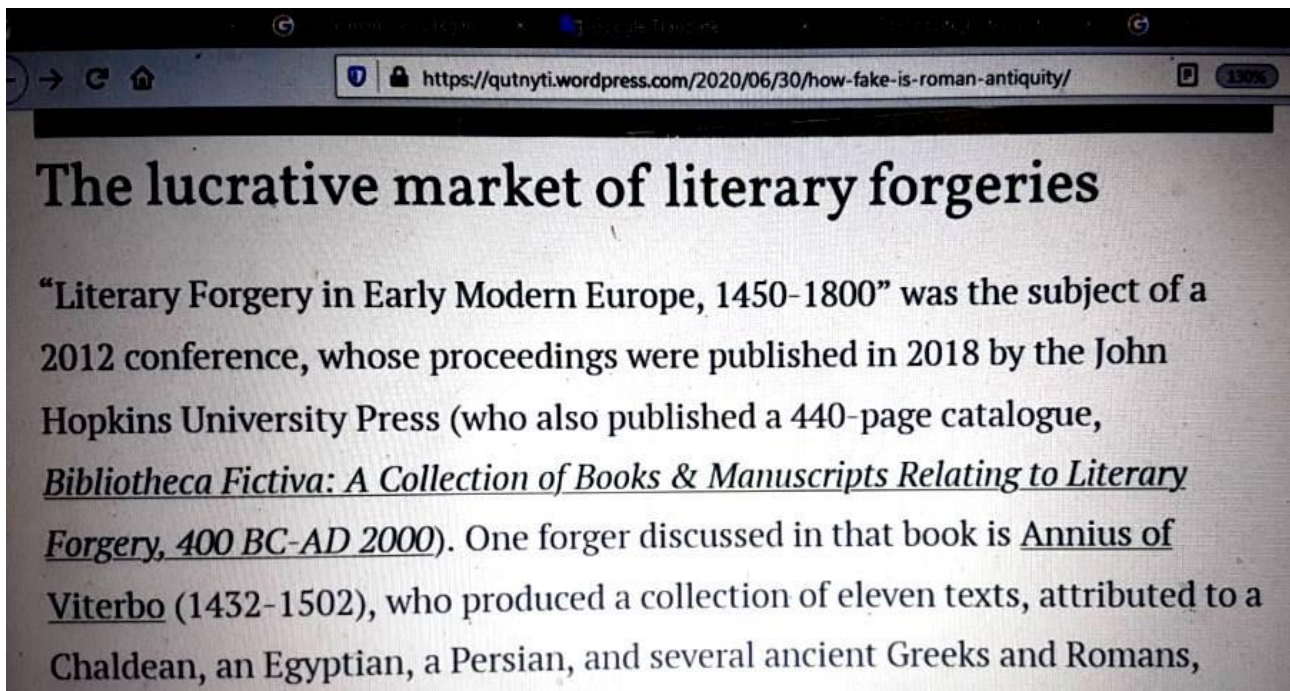 https://qutnyti.wordpress.com/2020/06/30/how-fake-is-roman-antiquity/
130%
The lucrative market of literary forgeries
“Literary Forgery in Early Modern Europe, 1450-1800” was the subject of a
2012 conference, whose proceedings were published in 2018 by the John
Hopkins University Press (who also published a 440-page catalogue,
Bibliotheca Fictiva: A Collection of Books & Manuscripts Relating to Literary
Forgery, 400 BC-AD 2000). One forger discussed in that book is Annius of
Viterbo (1432-1502), who produced a collection of eleven texts, attributed to a
Chaldean, an Egyptian, a Persian, and several ancient Greeks and Romans,